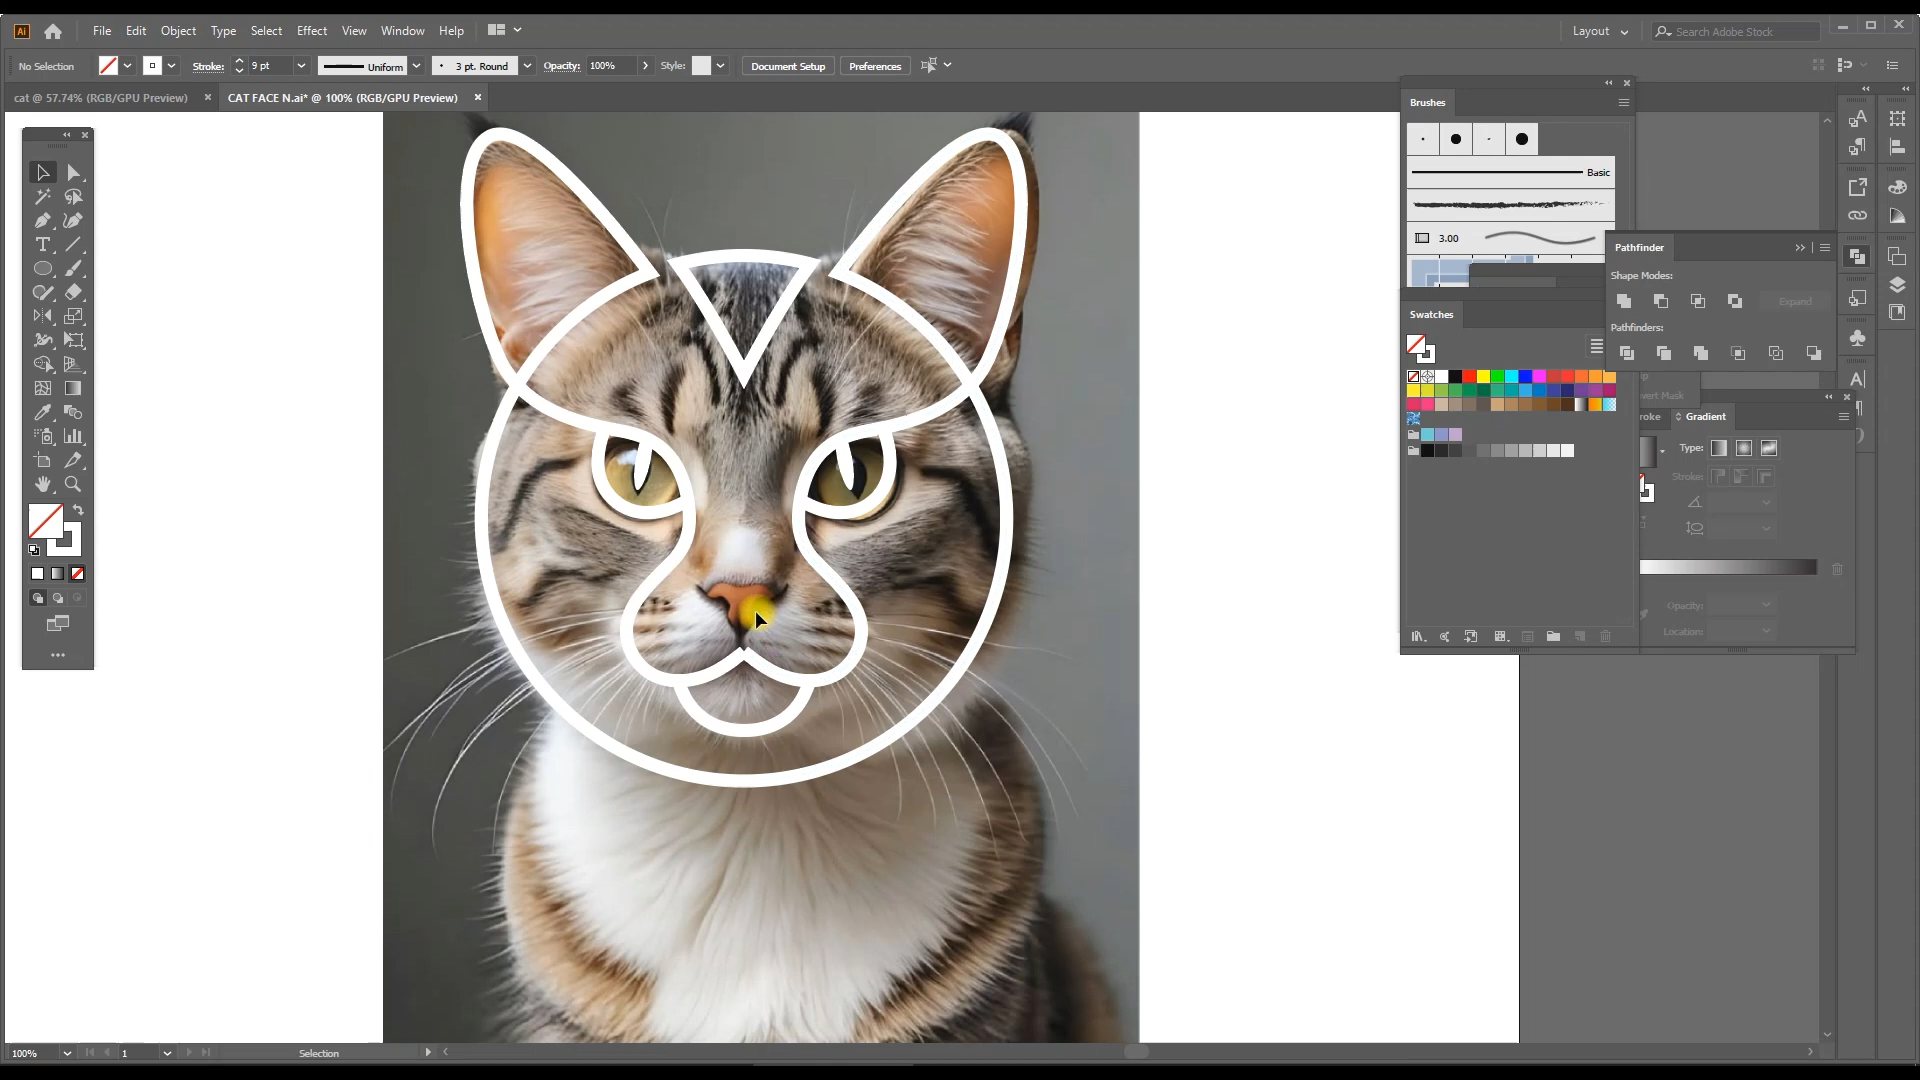 Ai File Edit Object Type Select Effect View Window Help Layout Search Adobe Stock
No Selection Stroke: 9 pt Uniform 3 pt. Round Opacity: 100% Style: Document Setup Preferences
cat @ 57.74% (RGB/GPU Preview) CAT FACE N.ai* @ 100% (RGB/GPU Preview)
Brushes
Basic
3.00
Pathfinder
Shape Modes:
Expand
Pathfinders:
Swatches
vert Mask
roke Gradient
Type:
Stroke:
Opacity:
Location:
100% 1 Selection